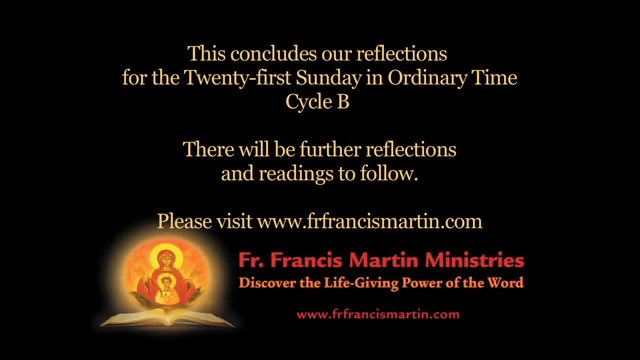 This concludes our reflections
for the Twenty-first Sunday in Ordinary Time
Cycle B
There will be further reflections
and readings to follow.
Please visit www.frfrancismartin.com
Fr. Francis Martin Ministries
Discover the Life-Giving Power of the Word
www.frfrancismartin.com